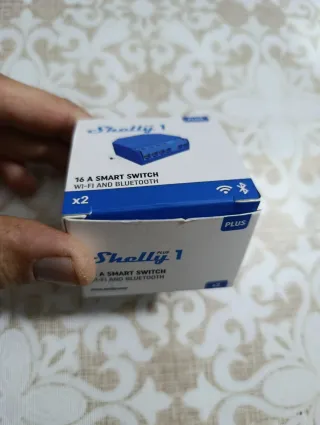 Shelly 1
PLUS
16 A SMART SWITCH
WI-FI AND BLUETOOTH
x2
PLUS
Shelly PLUS 1
A SMART SWITCH
WI-FI AND BLUETOOTH
x2